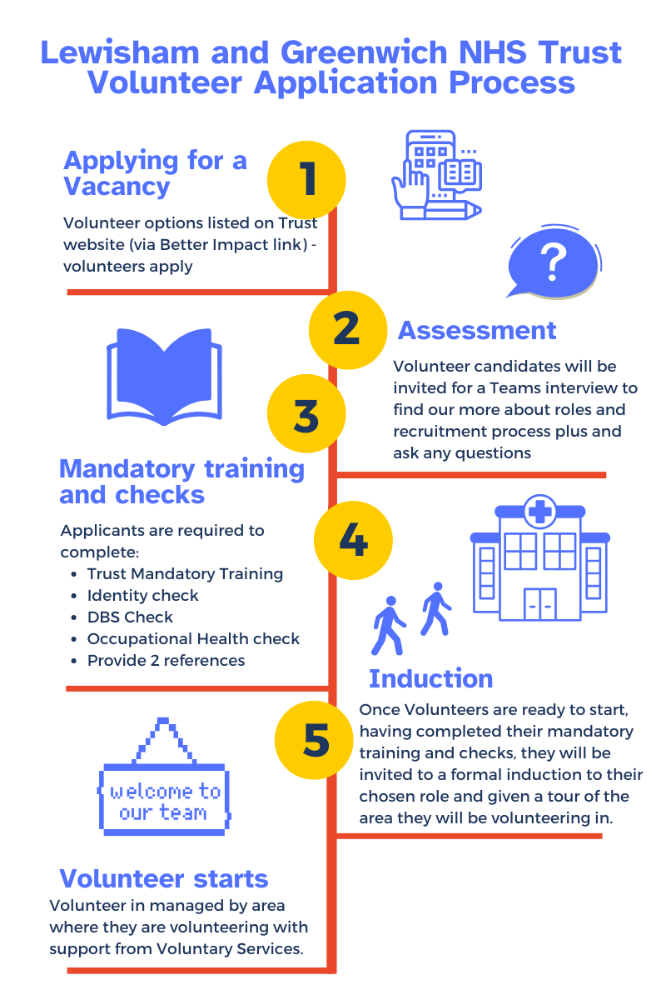 Lewisham and Greenwich NHS Trust
Volunteer Application Process
1
Applying for a
Vacancy
Volunteer options listed on Trust
website (via Better Impact link) -
volunteers apply
?
2
Assessment
Volunteer candidates will be
invited for a Teams interview to
find our more about roles and
recruitment process plus and
ask any questions
3
Mandatory training
and checks
Applicants are required to
complete:
• Trust Mandatory Training
• Identity check
• DBS Check
• Occupational Health check
• Provide 2 references
4
Induction
Once Volunteers are ready to start,
having completed their mandatory
training and checks, they will be
invited to a formal induction to their
chosen role and given a tour of the
area they will be volunteering in.
5
welcome to
our team
Volunteer starts
Volunteer in managed by area
where they are volunteering with
support from Voluntary Services.